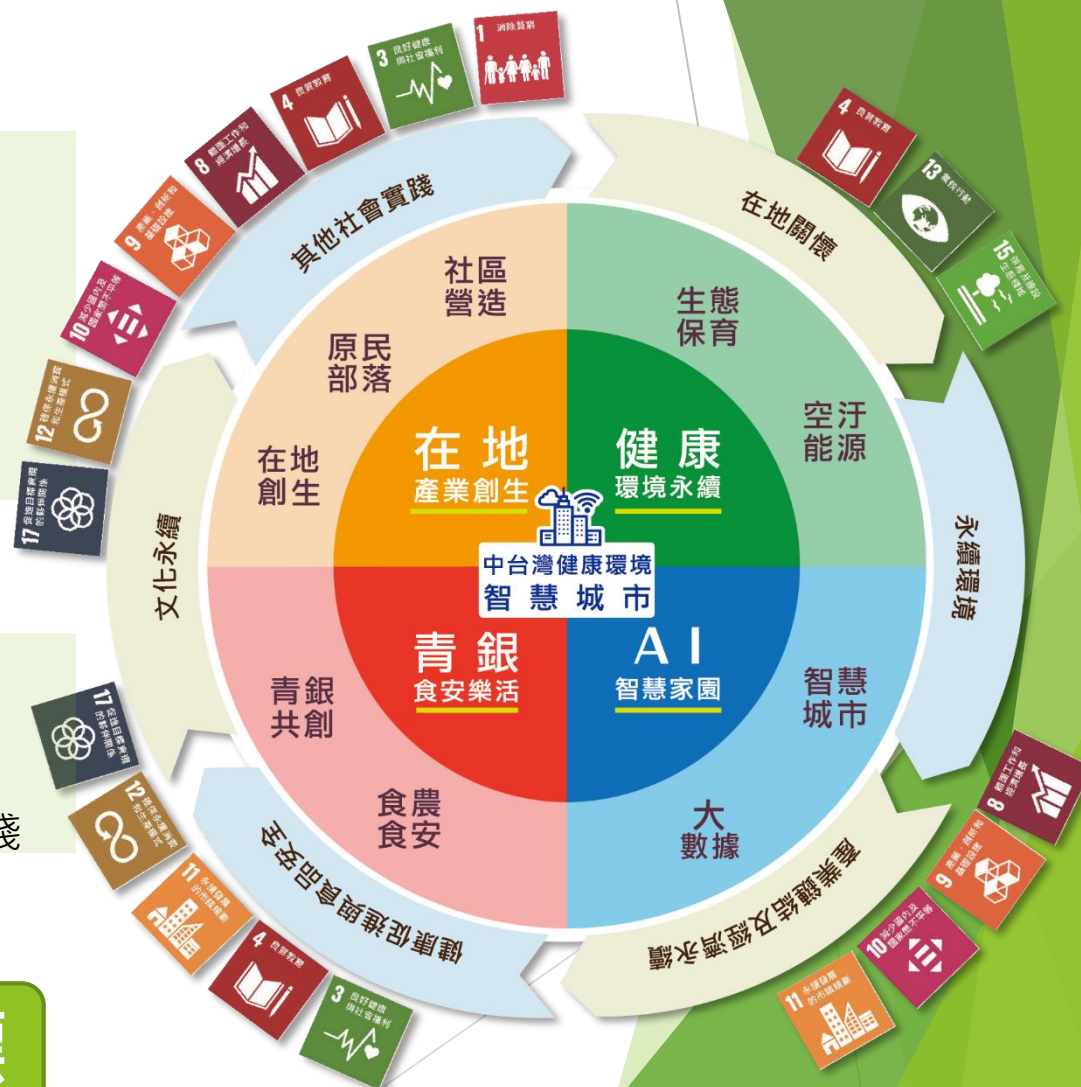 中台灣健康環境
智慧城市
在地
產業創生
健康
環境永續
青銀
食安樂活
AI
智慧家園
社區
營造
原民
部落
在地
創生
生態
保育
空汙
能源
智慧
城市
大
數據
食農
食安
青銀
共創
其他社會實踐
在地關懷
永續環境
產業鏈結及經濟永續
健康促進與食品安全
文化永續
1 消除貧窮
3 良好健康
與社會福利
4 良質教育
8 體面工作和
經濟增長
9 產業、創新和
基礎設施
10 減少國內及
國家間不平等
12 確保永續消費
和生產模式
17 促進目標實現
的夥伴關係
4 良質教育
13 氣候行動
15
8 體面工作和
經濟增長
9 產業、創新和
基礎設施
10 減少國內及
國家間不平等
11 永續發展
的市鎮規劃
3 良好健康
與社會福利
4 良質教育
11 永續發展
的市鎮規劃
12 確保永續消費
和生產模式
17 促進目標實現
的夥伴關係
踐